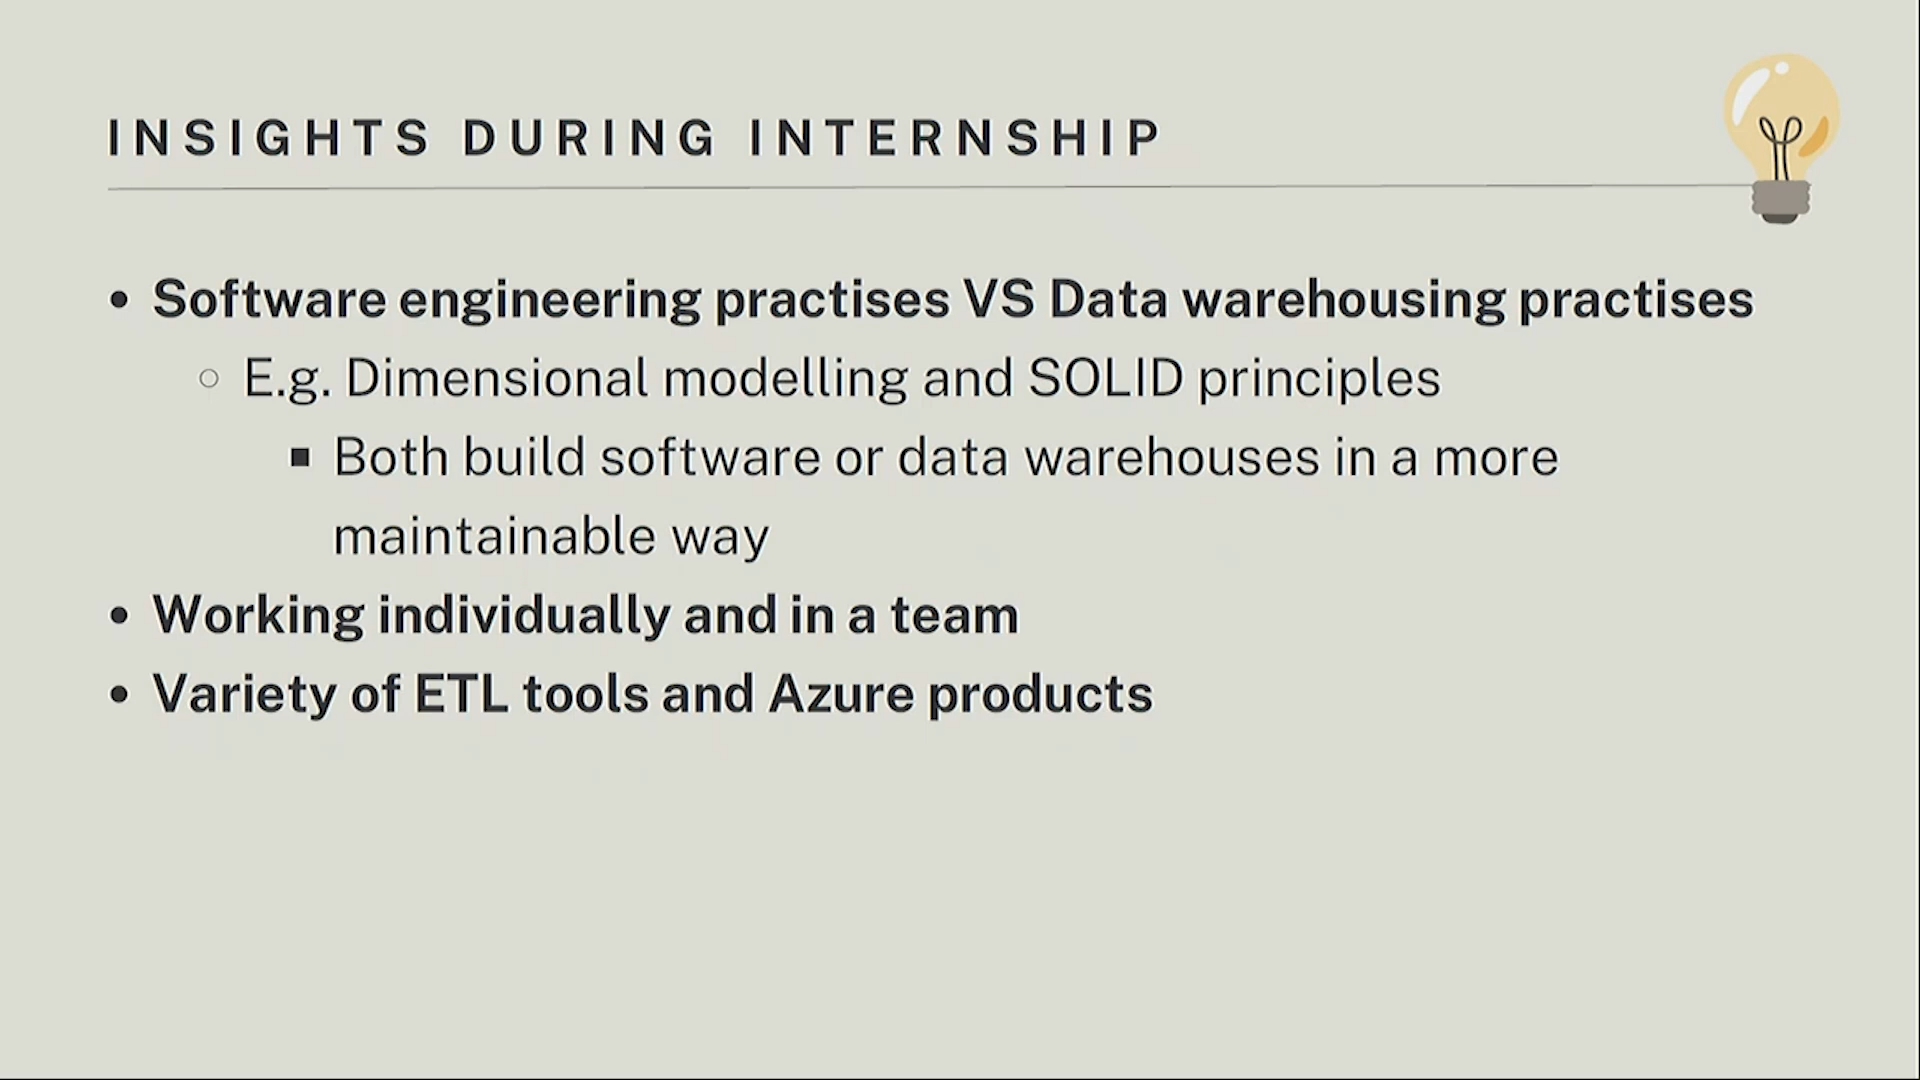 INSIGHTS DURING INTERNSHIP
• Software engineering practises VS Data warehousing practises
○ E.g. Dimensional modelling and SOLID principles
▪ Both build software or data warehouses in a more
maintainable way
• Working individually and in a team
• Variety of ETL tools and Azure products